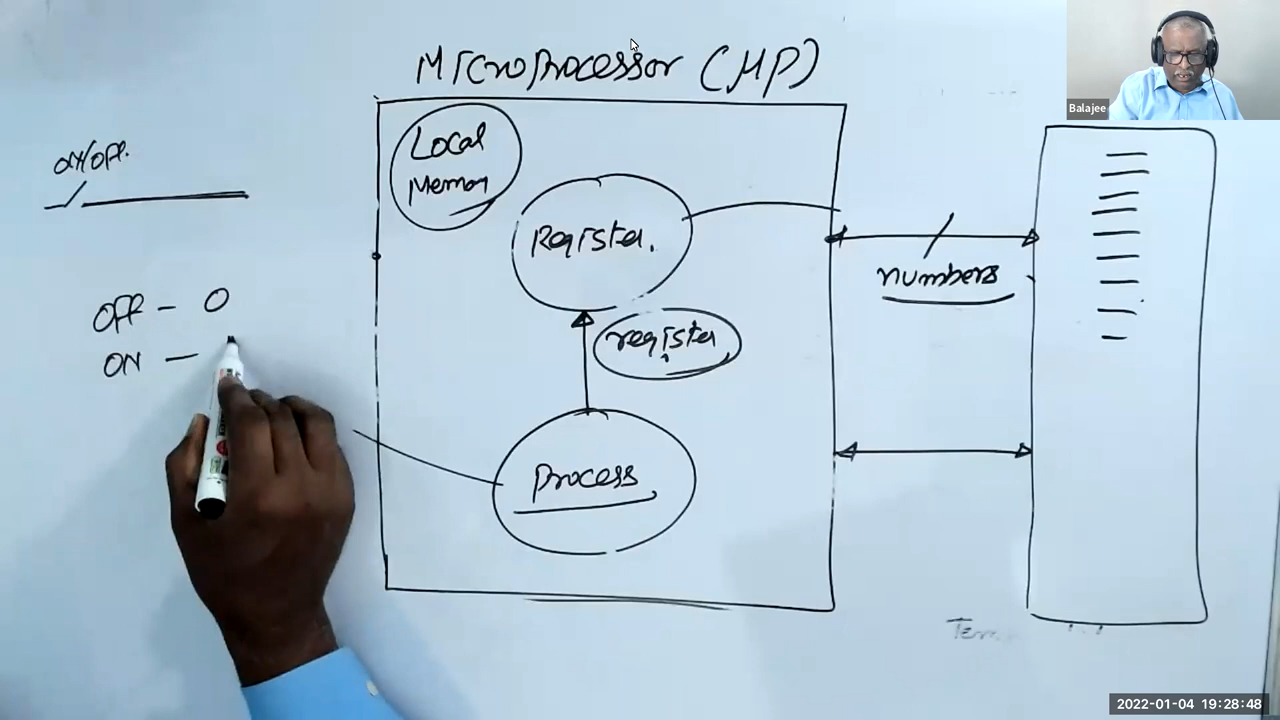 Microprocessor (MP)
Balajee
ON/OFF.
Local
Memory
Register.
numbers
OFF - 0
ON -
register
Process
2022-01-04 19:28:48